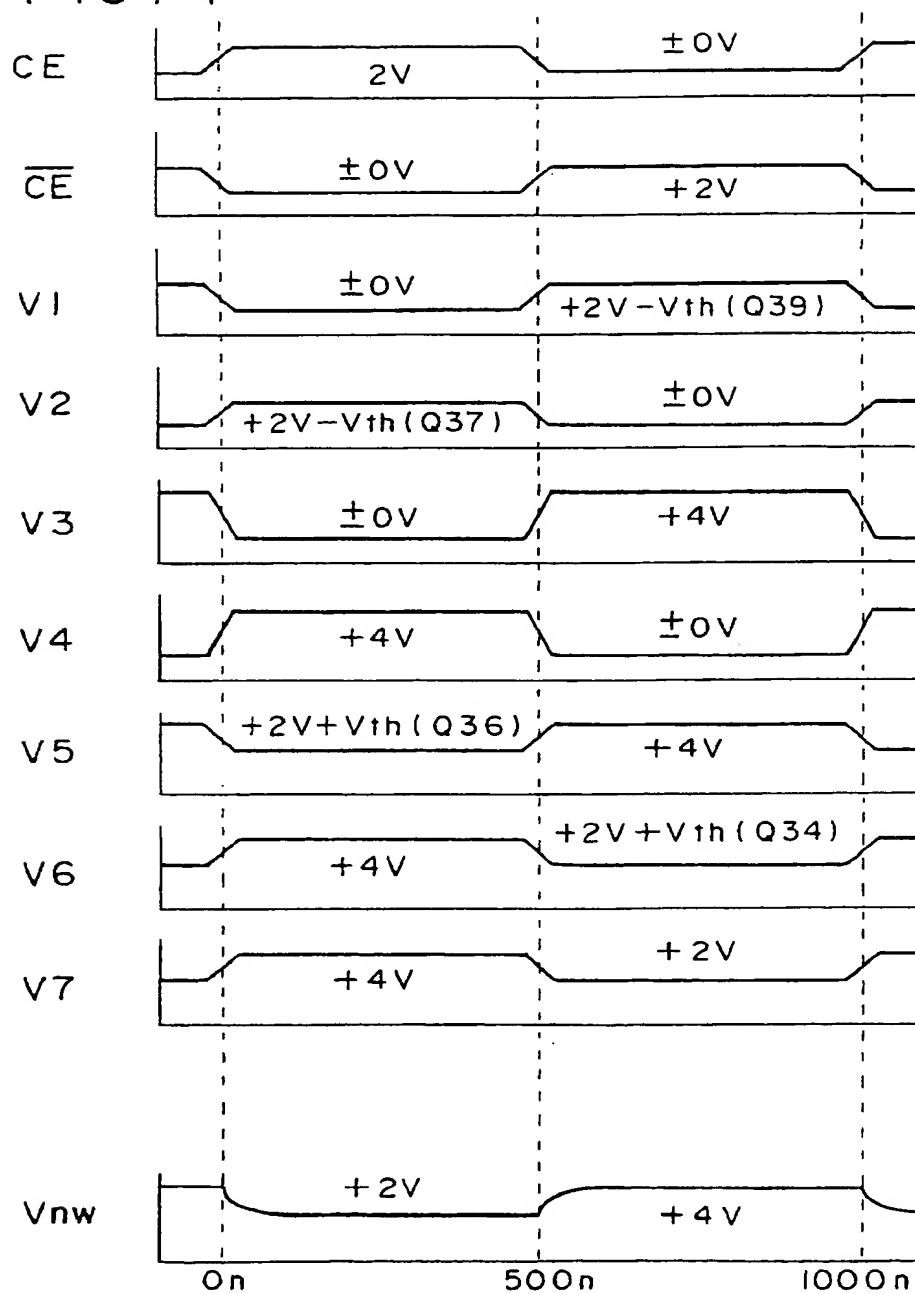 CE 2V ±0V
CE ±0V +2V
V1 ±0V +2V-Vth(Q39)
V2 +2V-Vth(Q37) ±0V
V3 ±0V +4V
V4 +4V ±0V
V5 +2V+Vth(Q36) +4V
V6 +4V +2V+Vth(Q34)
V7 +4V +2V
Vnw +2V +4V
0n 500n 1000n